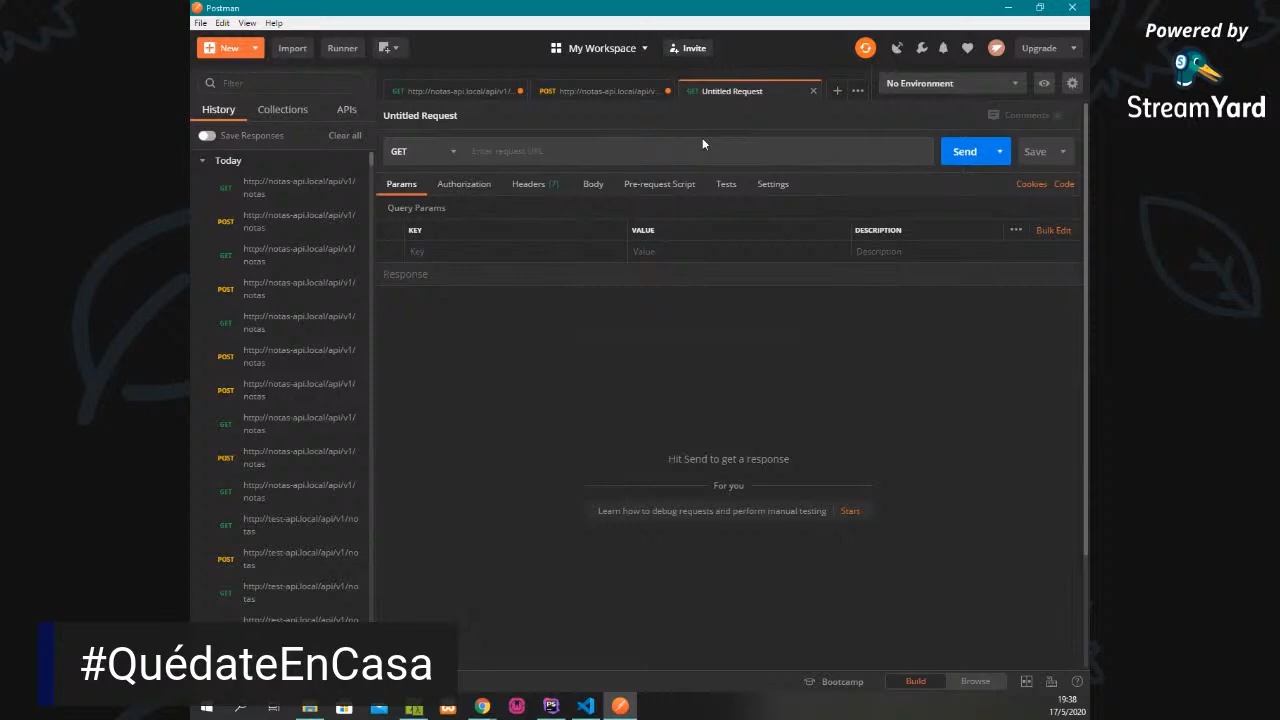 Postman
File Edit View Help
New Import Runner My Workspace Invite Upgrade
Filter
GET http://notas-api.local/api/v1/... POST http://notas-api.local/api/v... GET Untitled Request No Environment
History Collections APIs
Untitled Request Comments
Save Responses Clear all
GET Enter request URL Send Save
Today
Params Authorization Headers (7) Body Pre-request Script Tests Settings Cookies Code
Query Params
KEY VALUE DESCRIPTION Bulk Edit
Key Value Description
Response
GET http://notas-api.local/api/v1/
notas
POST http://notas-api.local/api/v1/
notas
GET http://notas-api.local/api/v1/
notas
POST http://notas-api.local/api/v1/
notas
GET http://notas-api.local/api/v1/
notas
POST http://notas-api.local/api/v1/
notas
POST http://notas-api.local/api/v1/
notas
GET http://notas-api.local/api/v1/
notas
POST http://notas-api.local/api/v1/
notas
GET http://notas-api.local/api/v1/
notas
GET http://test-api.local/api/v1/no
tas
POST http://test-api.local/api/v1/no
tas
GET http://test-api.local/api/v1/no
tas
http://test-api.local/api/v1/no
Hit Send to get a response
For you
Learn how to debug requests and perform manual testing Start
#QuédateEnCasa
Bootcamp Build Browse
19:38
17/5/2020
Powered by
StreamYard